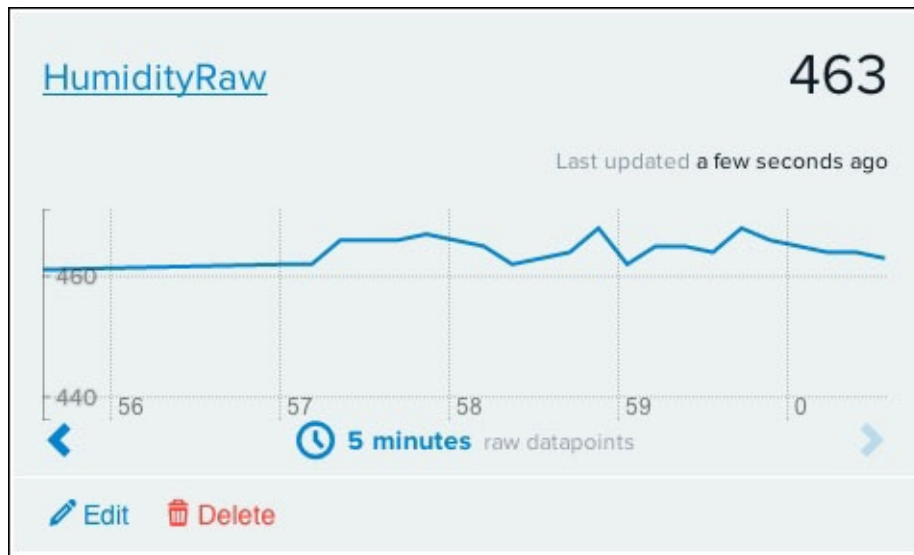 HumidityRaw 463
Last updated a few seconds ago
460
440
56 57 58 59 0
5 minutes raw datapoints
Edit Delete